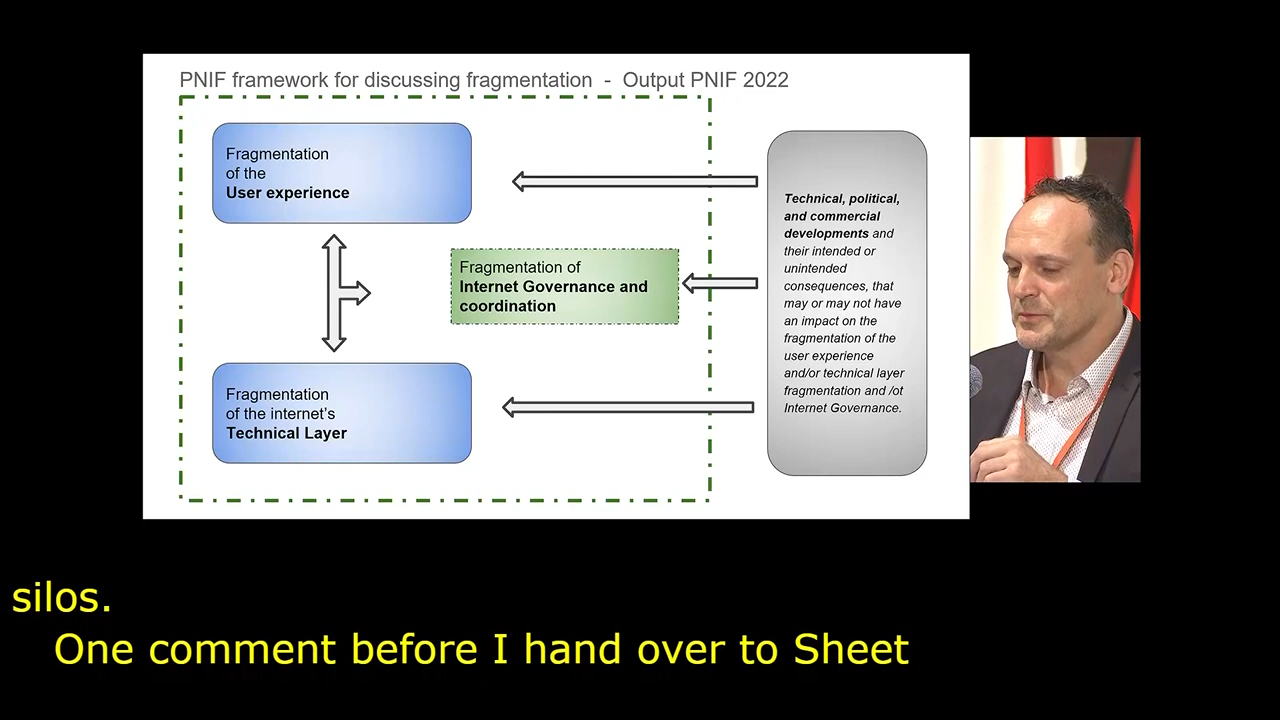 PNIF framework for discussing fragmentation - Output PNIF 2022
Fragmentation
of the
User experience
Fragmentation of
Internet Governance and
coordination
Fragmentation
of the internet's
Technical Layer
Technical, political,
and commercial
developments and
their intended or
unintended
consequences, that
may or may not have
an impact on the
fragmentation of the
user experience
and/or technical layer
fragmentation and /ot
Internet Governance.
silos.
One comment before I hand over to Sheet